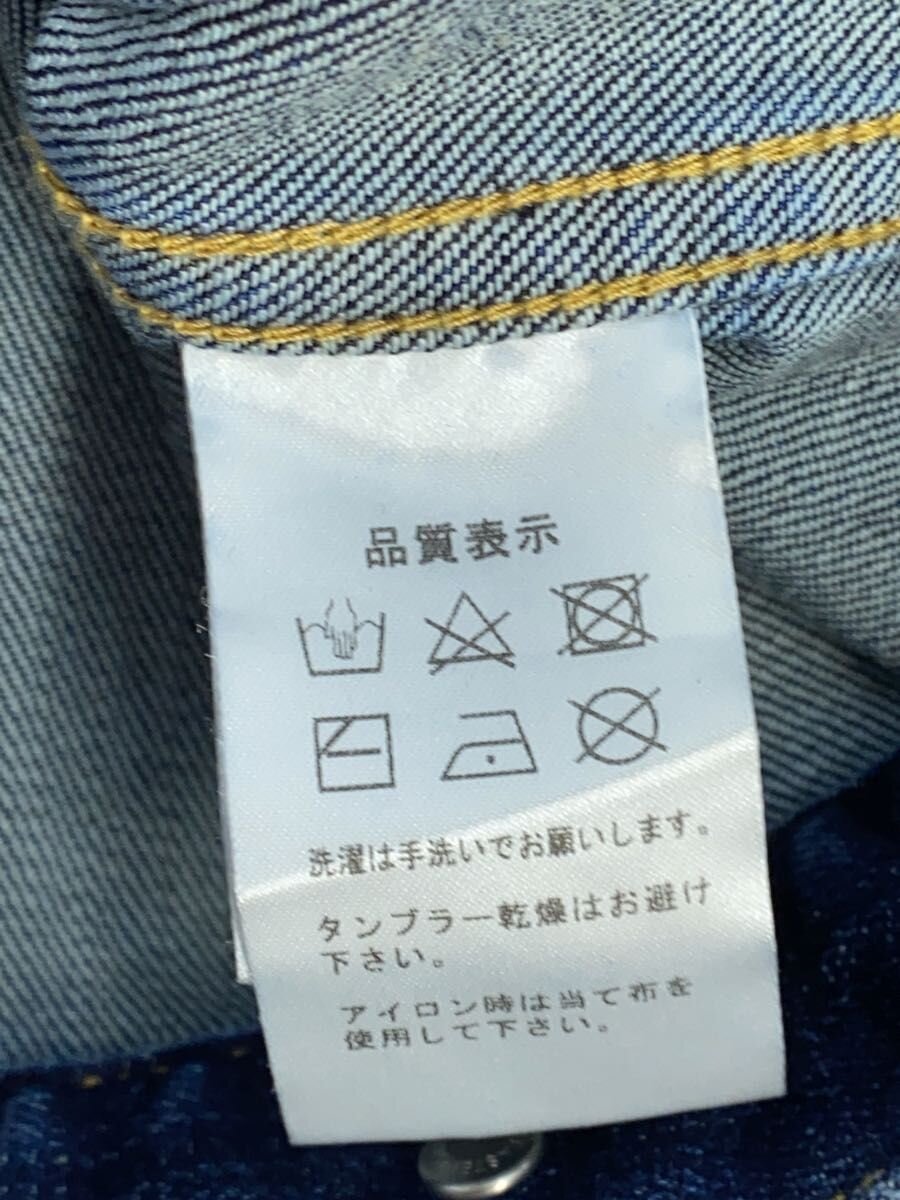 品質表示
洗濯は手洗いでお願いします。
タンブラー乾燥はお避け
下さい。
アイロン時は当て布を
使用して下さい。